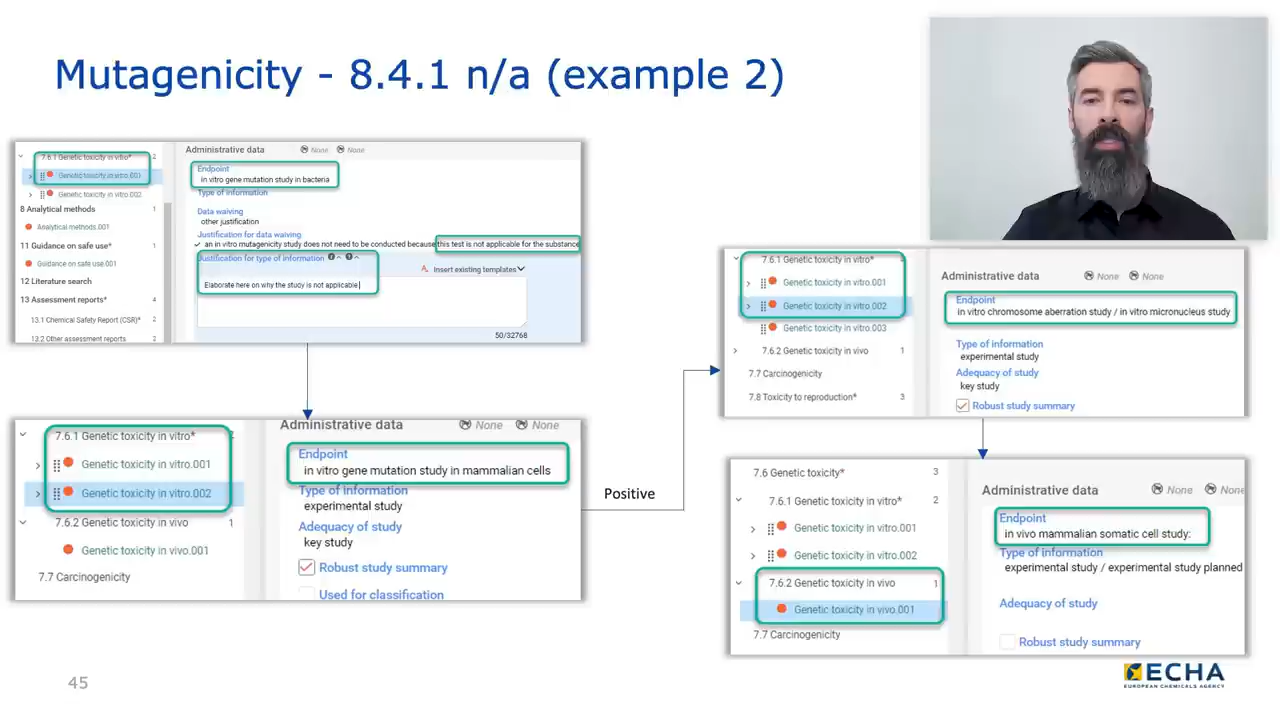 Mutagenicity - 8.4.1 n/a (example 2)
7.6.1 Genetic toxicity in vitro* 2
Genetic toxicity in vitro.001
Genetic toxicity in vitro.002
8 Analytical methods 1
Analytical methods.001
11 Guidance on safe use* 1
Guidance on safe use.001
12 Literature search
13 Assessment reports* 4
13.1 Chemical Safety Report (CSR)* 2
13.2 Other assessment reports 2
Administrative data None None
Endpoint
in vitro gene mutation study in bacteria
Type of information
Data waiving
other justification
Justification for data waiving
an in vitro mutagenicity study does not need to be conducted because this test is not applicable for the substance
Justification for type of information
Insert existing templates
Elaborate here on why the study is not applicable
50/32768
7.6.1 Genetic toxicity in vitro* 2
Genetic toxicity in vitro.001
Genetic toxicity in vitro.002
7.6.2 Genetic toxicity in vivo 1
Genetic toxicity in vivo.001
7.7 Carcinogenicity
Administrative data None None
Endpoint
in vitro gene mutation study in mammalian cells
Type of information
experimental study
Adequacy of study
key study
Robust study summary
Used for classification
Positive
7.6.1 Genetic toxicity in vitro* 3
Genetic toxicity in vitro.001
Genetic toxicity in vitro.002
Genetic toxicity in vitro.003
7.6.2 Genetic toxicity in vivo 1
7.7 Carcinogenicity
7.8 Toxicity to reproduction* 3
Administrative data None None
Endpoint
in vitro chromosome aberration study / in vitro micronucleus study
Type of information
experimental study
Adequacy of study
key study
Robust study summary
7.6 Genetic toxicity* 3
7.6.1 Genetic toxicity in vitro* 2
Genetic toxicity in vitro.001
Genetic toxicity in vitro.002
7.6.2 Genetic toxicity in vivo 1
Genetic toxicity in vivo.001
7.7 Carcinogenicity
Administrative data None None
Endpoint
in vivo mammalian somatic cell study:
Type of information
experimental study / experimental study planned
Adequacy of study
Robust study summary
45
ECHA
EUROPEAN CHEMICALS AGENCY